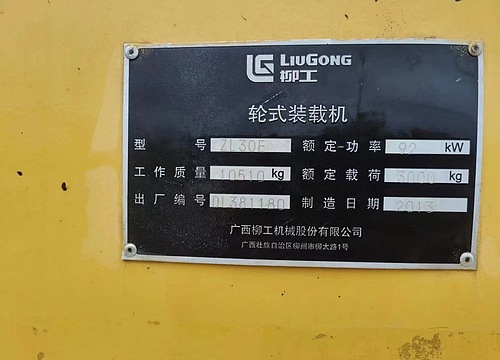 LIUGONG
柳工
轮式装载机
型 号 ZL30E 额定功率 92 kW
工作质量 10510 kg 额定载荷 3000 kg
出厂编号 DL381180 制造日期 2013
广西柳工机械股份有限公司
广西壮族自治区柳州市柳太路1号